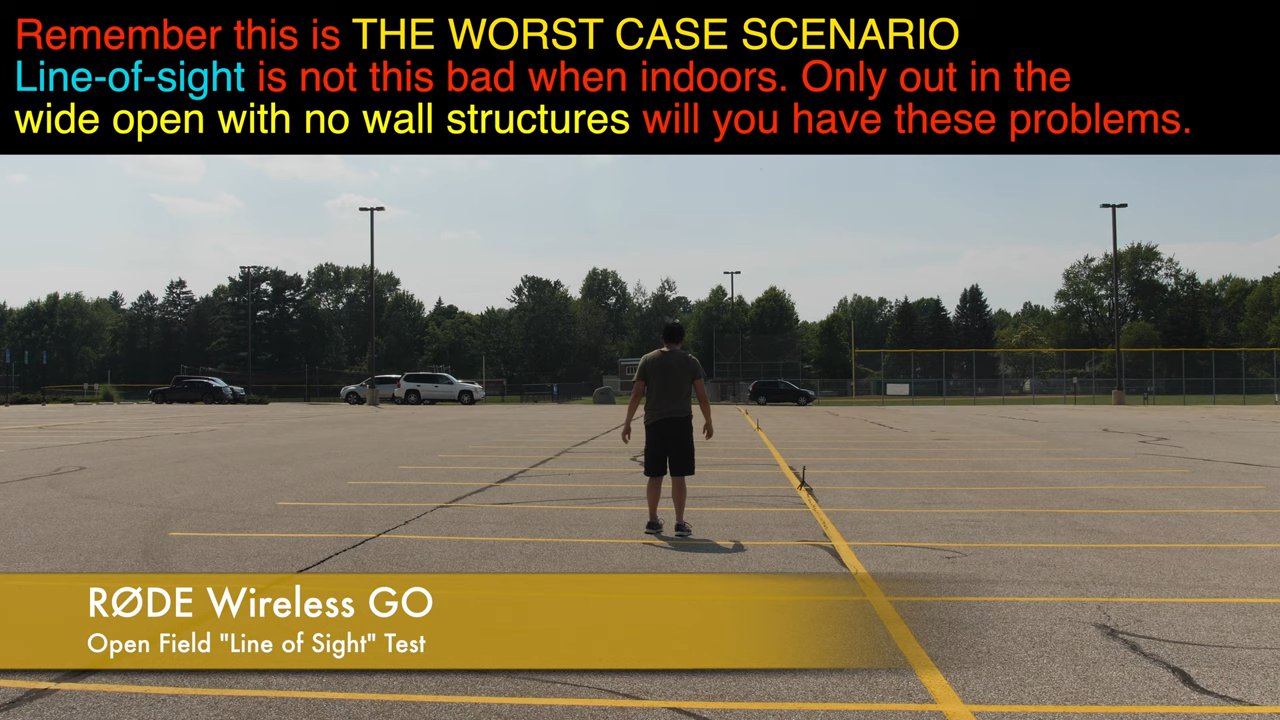 Remember this is THE WORST CASE SCENARIO
Line-of-sight is not this bad when indoors. Only out in the
wide open with no wall structures will you have these problems.
RØDE Wireless GO
Open Field "Line of Sight" Test